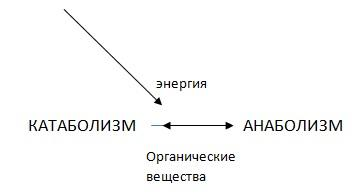 энергия
КАТАБОЛИЗМ АНАБОЛИЗМ
Органические
вещества